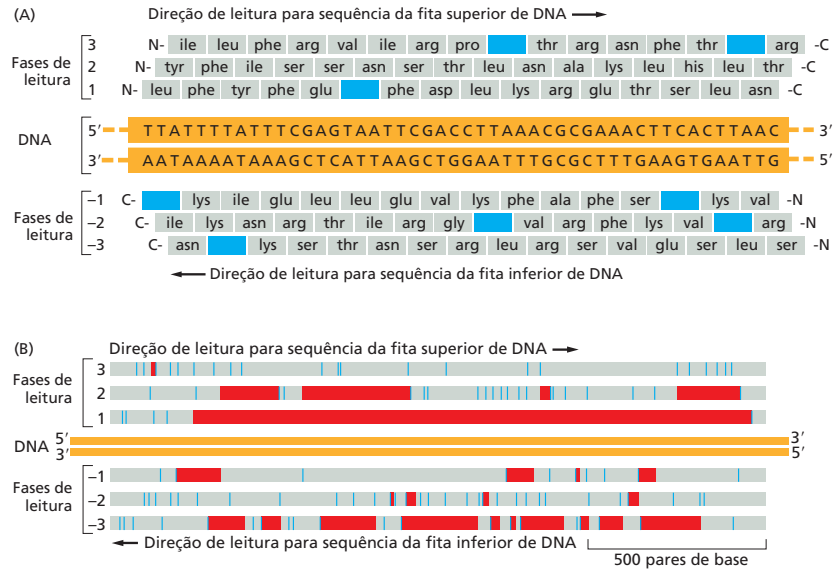 (A)
Direção de leitura para sequência da fita superior de DNA
Fases de leitura
3 N- ile leu phe arg val ile arg pro thr arg asn phe thr arg -C
2 N- tyr phe ile ser ser asn ser thr leu asn ala lys leu his leu thr -C
1 N- leu phe tyr phe glu phe asp leu lys arg glu thr ser leu asn -C
DNA
5′ TTATTTTATTTCGAGTAATTCGACCTTAAACGCGAAACTTCACTTAAC 3′
3′ AATAAAATAAAGCTCATTAAGCTGGAATTTGCGCTTTGAAGTGAATTG 5′
Fases de leitura
–1 C- lys ile glu leu leu glu val lys phe ala phe ser lys val -N
–2 C- ile lys asn arg thr ile arg gly val arg phe lys val arg -N
–3 C- asn lys ser thr asn ser arg leu arg ser val glu ser leu ser -N
Direção de leitura para sequência da fita inferior de DNA
(B)
Direção de leitura para sequência da fita superior de DNA
Fases de leitura
3
2
1
DNA
5′ 3′
3′ 5′
Fases de leitura
–1
–2
–3
Direção de leitura para sequência da fita inferior de DNA
500 pares de base